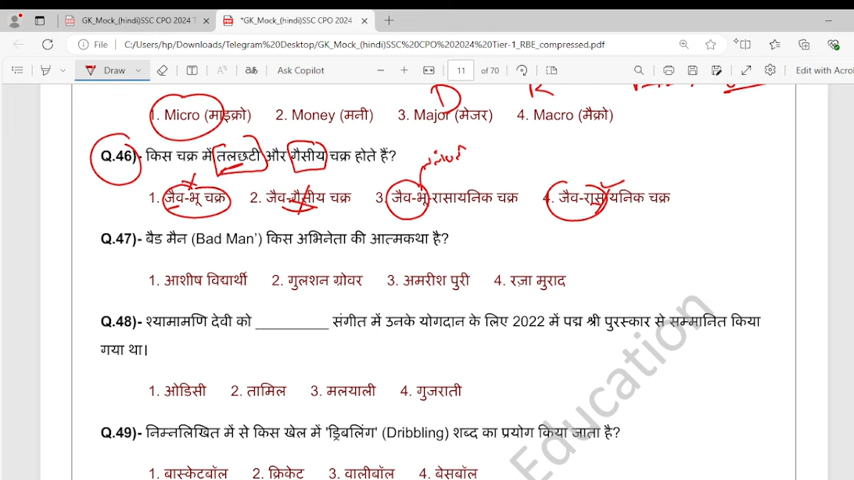 GK_Mock_(hindi)SSC CPO 2024 T
*GK_Mock_(hindi)SSC CPO 2024
File
C:/Users/hp/Downloads/Telegram%20Desktop/GK_Mock_(hindi)SSC%20CPO%202024%20Tier-1_RBE_compressed.pdf
Draw
Ask Copilot
11 of 70
Edit with Acrol
D
K
1. Micro (माइक्रो) 2. Money (मनी) 3. Major (मेजर) 4. Macro (मैक्रो)
Q.46)- किस चक्र में तलछटी और गैसीय चक्र होते हैं?
1. जैव-भू चक्र 2. जैव-गैसीय चक्र 3. जैव-भू-रासायनिक चक्र 4. जैव-रासायनिक चक्र
Q.47)- बैड मैन (Bad Man’) किस अभिनेता की आत्मकथा है?
1. आशीष विद्यार्थी 2. गुलशन ग्रोवर 3. अमरीश पुरी 4. रज़ा मुराद
Q.48)- श्यामामणि देवी को _________ संगीत में उनके योगदान के लिए 2022 में पद्म श्री पुरस्कार से सम्मानित किया
गया था।
1. ओडिसी 2. तामिल 3. मलयाली 4. गुजराती
Q.49)- निम्नलिखित में से किस खेल में 'ड्रिबलिंग' (Dribbling) शब्द का प्रयोग किया जाता है?
1. बास्केटबॉल 2. क्रिकेट 3. वालीबॉल 4. बेसबॉल
Education